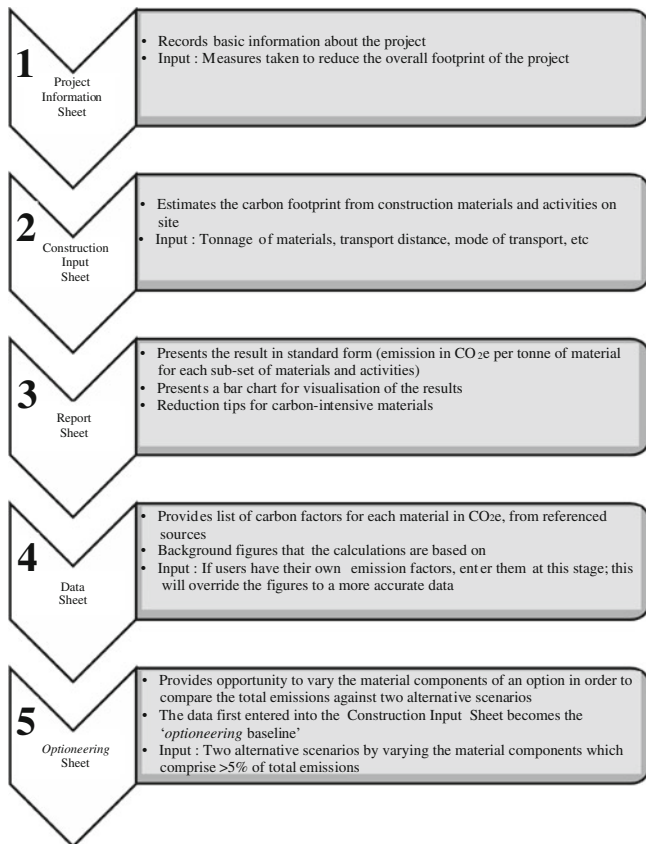 1
Project
Information
Sheet
• Records basic information about the project
• Input : Measures taken to reduce the overall footprint of the project
2
Construction
Input
Sheet
• Estimates the carbon footprint from construction materials and activities on
site
• Input : Tonnage of materials, transport distance, mode of transport, etc
3
Report
Sheet
• Presents the result in standard form (emission in CO2e per tonne of material
for each sub-set of materials and activities)
• Presents a bar chart for visualisation of the results
• Reduction tips for carbon-intensive materials
4
Data
Sheet
• Provides list of carbon factors for each material in CO2e, from referenced
sources
• Background figures that the calculations are based on
• Input : If users have their own emission factors, enter them at this stage; this
will override the figures to a more accurate data
5
Optioneering
Sheet
• Provides opportunity to vary the material components of an option in order to
compare the total emissions against two alternative scenarios
• The data first entered into the Construction Input Sheet becomes the
‘optioneering baseline’
• Input : Two alternative scenarios by varying the material components which
comprise >5% of total emissions